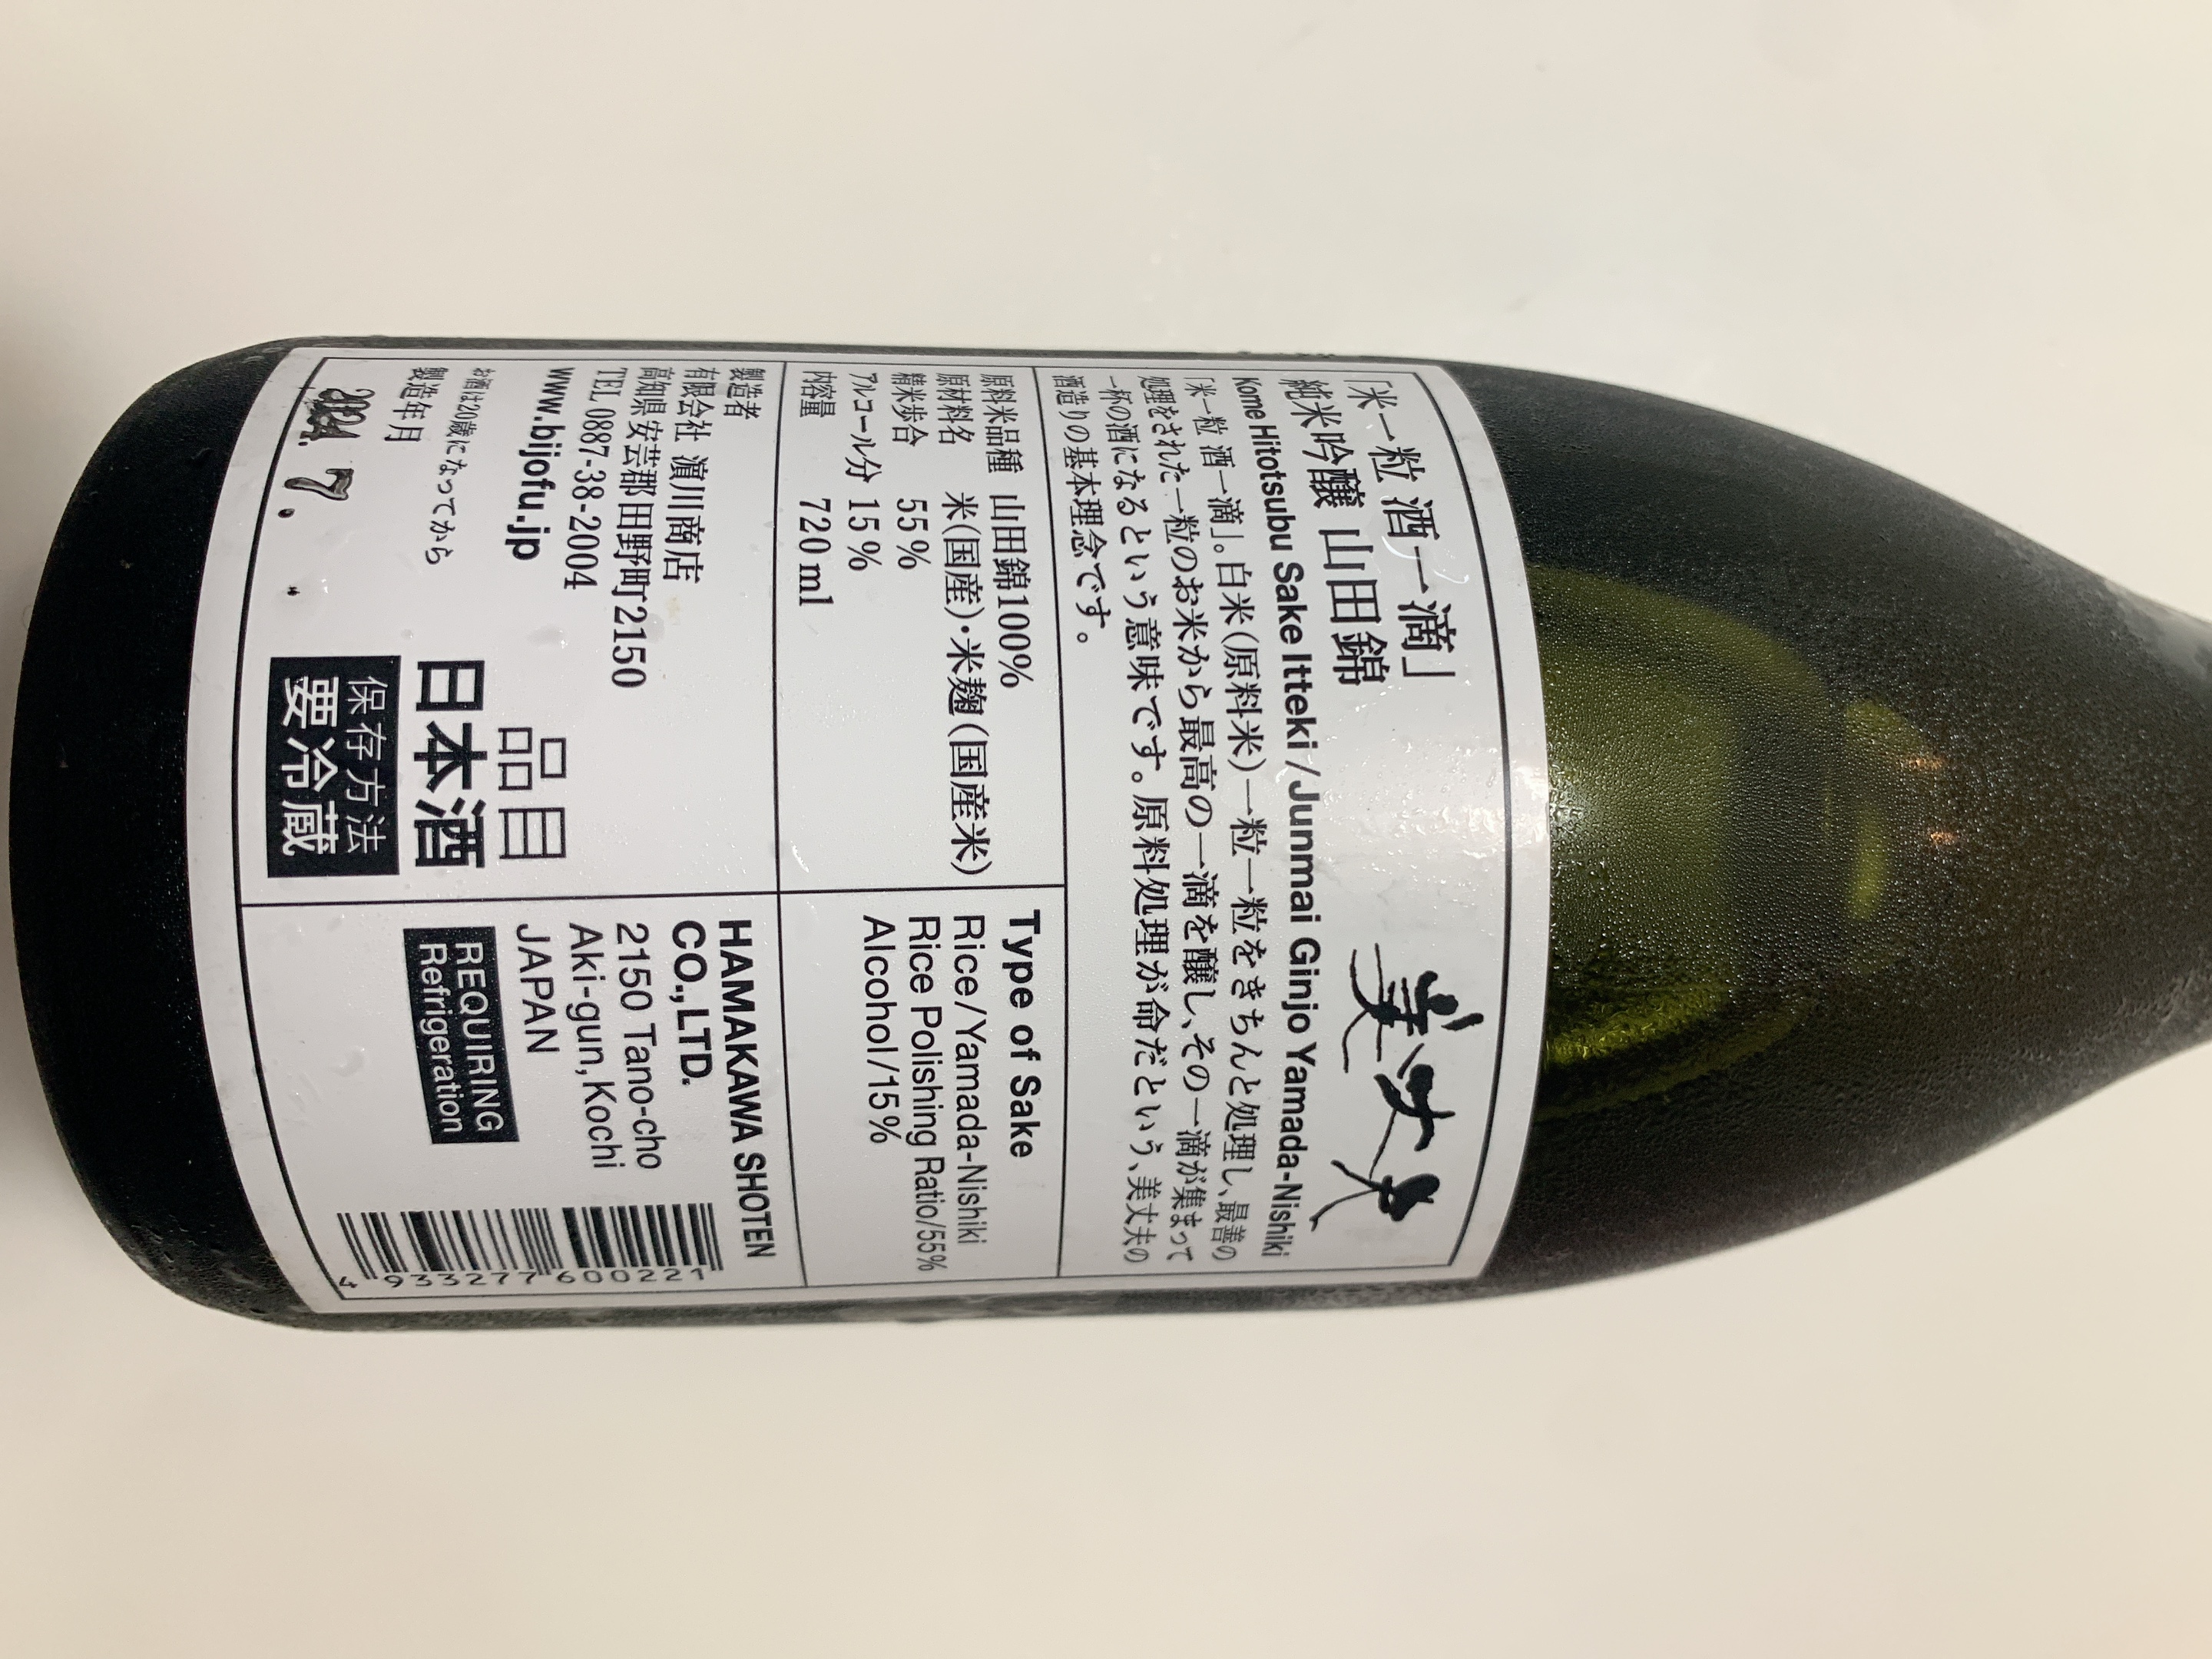 「米一粒 酒一滴」
純米吟醸 山田錦
美丈夫
Kome Hitotsubu Sake Itteki / Junmai Ginjo Yamada-Nishiki
「米一粒 酒一滴」。白米(原料米)一粒一粒をきちんと処理し、最善の
処理をされた一粒のお米から最高の一滴を醸し、その一滴が集まって
一杯の酒になるという意味です。原料処理が命だという、美丈夫の
酒造りの基本理念です。
原料米品種 山田錦100%
原材料名 米(国産)・米麹(国産米)
精米歩合 55%
アルコール分 15%
内容量 720ml
Type of Sake
Rice/Yamada-Nishiki
Rice Polishing Ratio/55%
Alcohol/15%
製造者
有限会社 濵川商店
高知県安芸郡田野町2150
TEL 0887-38-2004
www.bijofu.jp
お酒は20歳になってから
製造年月
2024. 7.
品目
日本酒
保存方法
要冷蔵
HAMAKAWA SHOTEN
CO.,LTD.
2150 Tano-cho
Aki-gun, Kochi
JAPAN
REQUIRING
Refrigeration
4 933277 600221